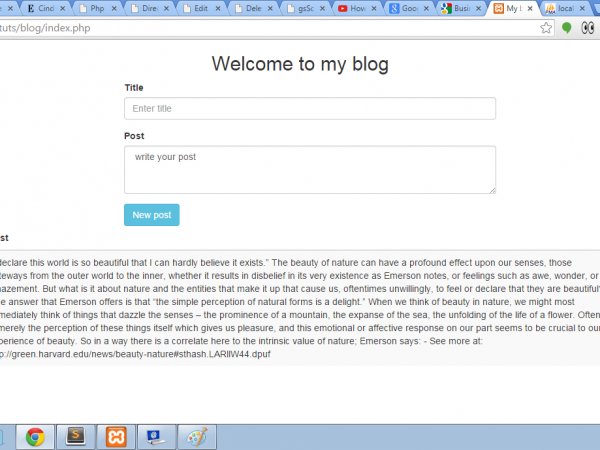 Cind
Php
Direc
Edit
Dele
gsSc
How
Goo
Busi
My l
local
tuts/blog/index.php
Welcome to my blog
Title
Enter title
Post
write your post
New post
st
declare this world is so beautiful that I can hardly believe it exists.” The beauty of nature can have a profound effect upon our senses, those
teways from the outer world to the inner, whether it results in disbelief in its very existence as Emerson notes, or feelings such as awe, wonder, or
azement. But what is it about nature and the entities that make it up that cause us, oftentimes unwillingly, to feel or declare that they are beautiful
e answer that Emerson offers is that “the simple perception of natural forms is a delight.” When we think of beauty in nature, we might most
mediately think of things that dazzle the senses – the prominence of a mountain, the expanse of the sea, the unfolding of the life of a flower. Often
merely the perception of these things itself which gives us pleasure, and this emotional or affective response on our part seems to be crucial to our
perience of beauty. So in a way there is a correlate here to the intrinsic value of nature; Emerson says: - See more at:
p://green.harvard.edu/news/beauty-nature#sthash.LARIlW44.dpuf